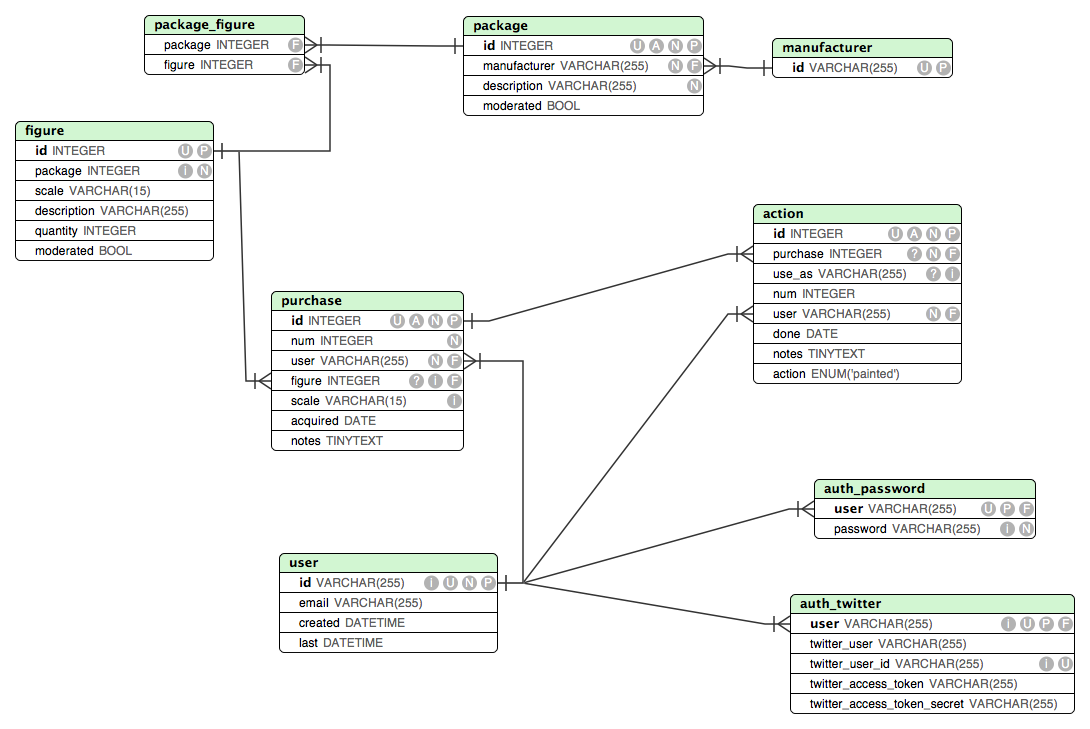 package_figure
package INTEGER F
figure INTEGER F
package
id INTEGER U A N P
manufacturer VARCHAR(255) N F
description VARCHAR(255) N
moderated BOOL
manufacturer
id VARCHAR(255) U P
figure
id INTEGER U P
package INTEGER i N
scale VARCHAR(15)
description VARCHAR(255)
quantity INTEGER
moderated BOOL
action
id INTEGER U A N P
purchase INTEGER ? N F
use_as VARCHAR(255) ? i
num INTEGER
user VARCHAR(255) N F
done DATE
notes TINYTEXT
action ENUM('painted')
purchase
id INTEGER U A N P
num INTEGER N
user VARCHAR(255) N F
figure INTEGER ? i F
scale VARCHAR(15) i
acquired DATE
notes TINYTEXT
auth_password
user VARCHAR(255) U P F
password VARCHAR(255) i N
user
id VARCHAR(255) i U N P
email VARCHAR(255)
created DATETIME
last DATETIME
auth_twitter
user VARCHAR(255) i U P F
twitter_user VARCHAR(255)
twitter_user_id VARCHAR(255) i U
twitter_access_token VARCHAR(255)
twitter_access_token_secret VARCHAR(255)